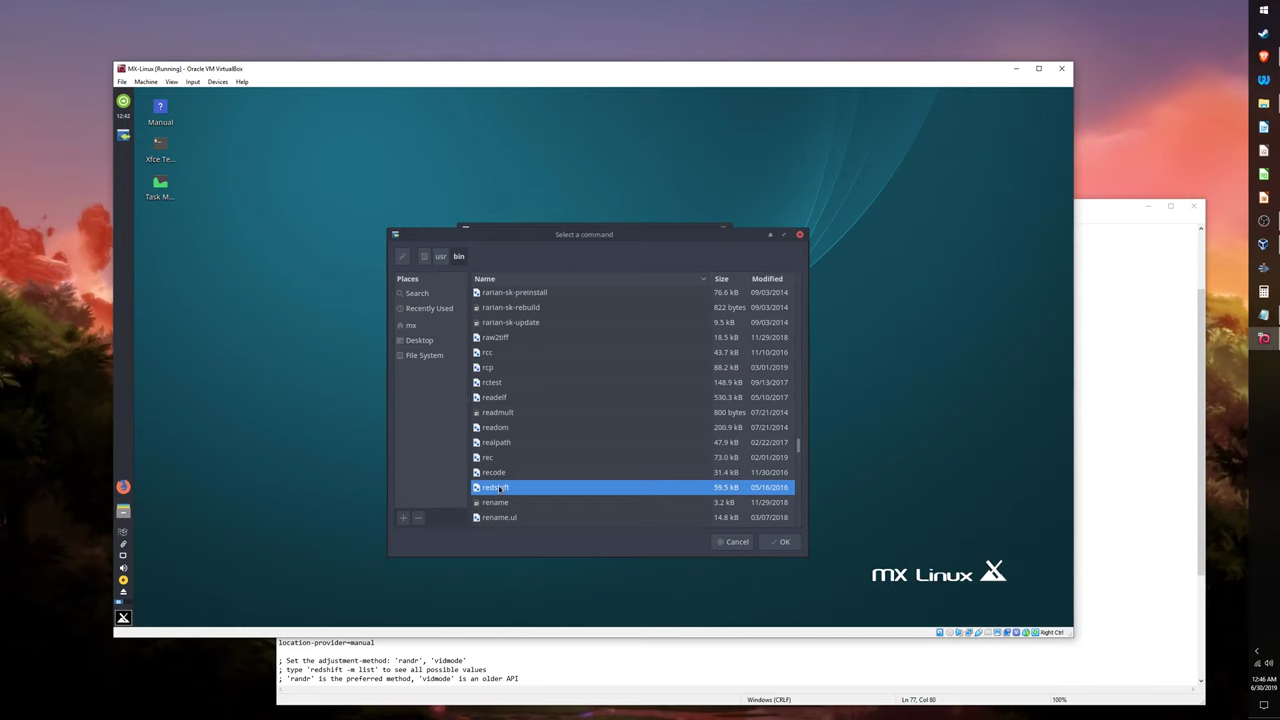 MX-Linux [Running] - Oracle VM VirtualBox
File Machine View Input Devices Help
12:42
Manual
Xfce Te...
Task M...
Select a command
usr bin
Places
Search
Recently Used
mx
Desktop
File System
Name Size Modified
rarian-sk-preinstall 76.6 kB 09/03/2014
rarian-sk-rebuild 822 bytes 09/03/2014
rarian-sk-update 9.5 kB 09/03/2014
raw2tiff 18.5 kB 11/29/2018
rcc 43.7 kB 11/10/2016
rcp 88.2 kB 03/01/2019
rctest 148.9 kB 09/13/2017
readelf 530.3 kB 05/10/2017
readmult 800 bytes 07/21/2014
readom 200.9 kB 07/21/2014
realpath 47.9 kB 02/22/2017
rec 73.0 kB 02/01/2019
recode 31.4 kB 11/30/2016
redshift 59.5 kB 05/16/2016
rename 3.2 kB 11/29/2018
rename.ul 14.8 kB 03/07/2018
Cancel OK
MX Linux
Right Ctrl
location-provider=manual
; Set the adjustment-method: 'randr', 'vidmode'
; type 'redshift -m list' to see all possible values
; 'randr' is the preferred method, 'vidmode' is an older API
Windows (CRLF) Ln 77, Col 80 100%
12:46 AM
6/30/2019